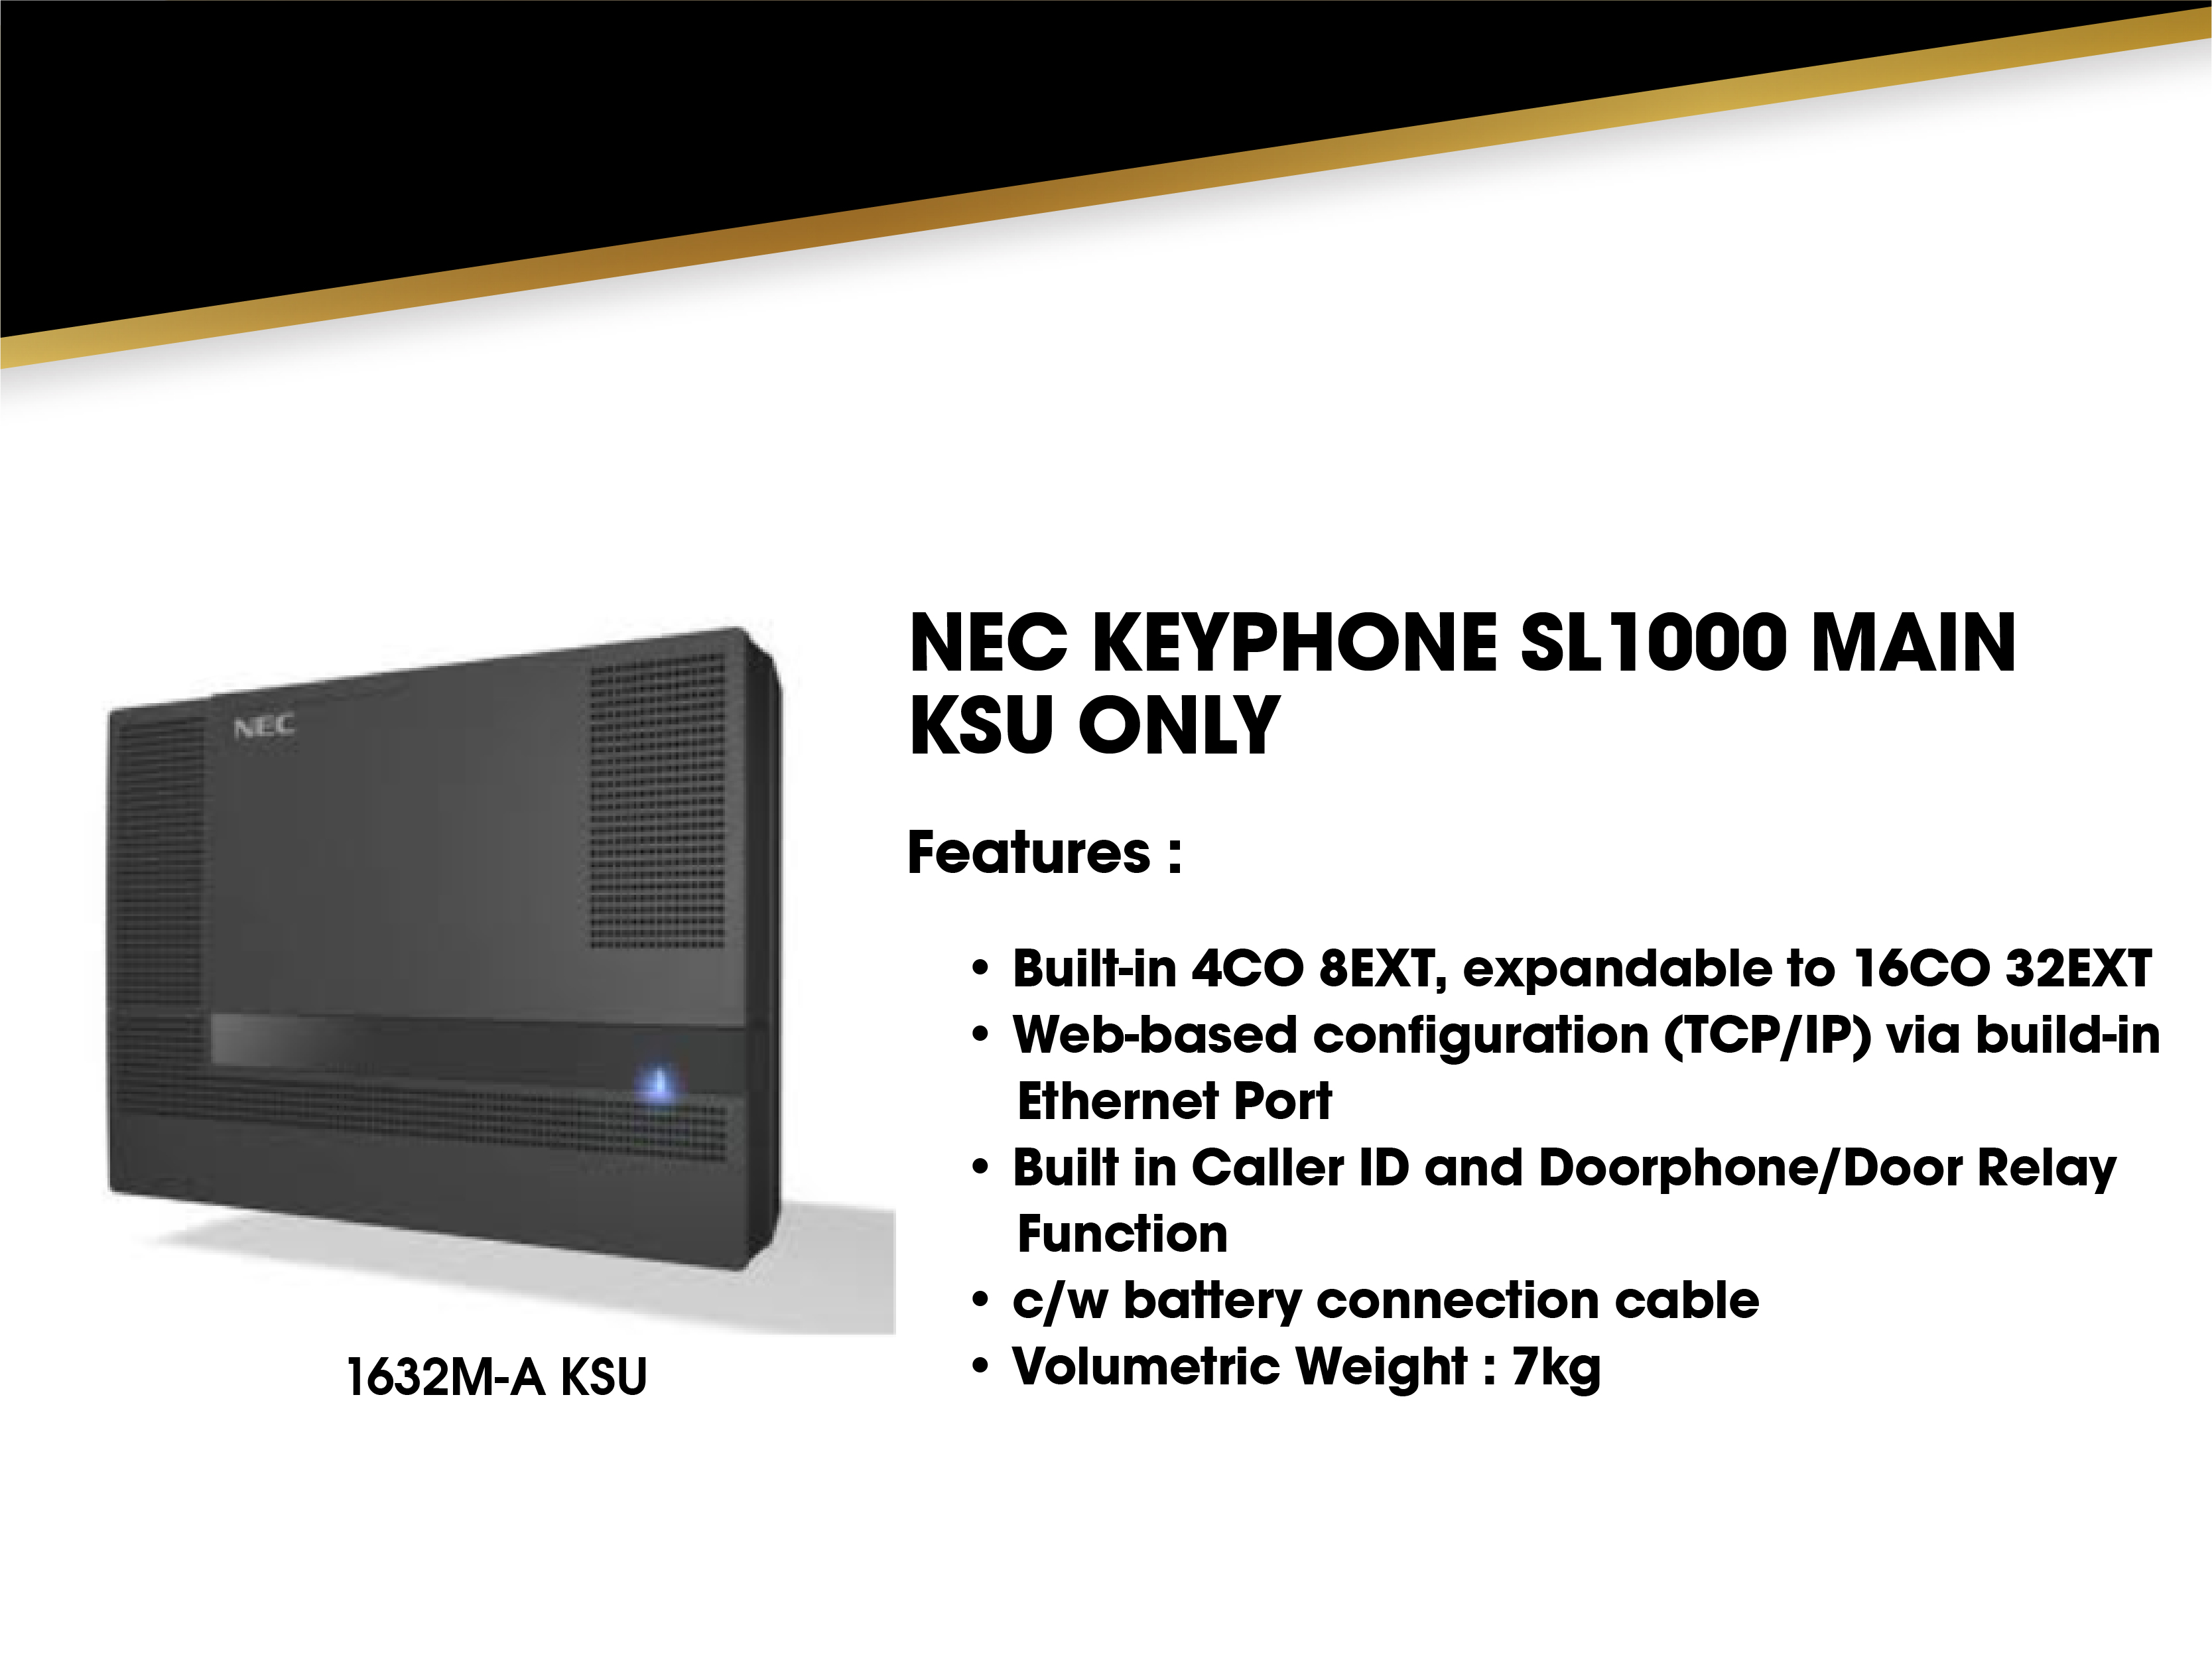 NEC KEYPHONE SL1000 MAIN
KSU ONLY
Features :
• Built-in 4CO 8EXT, expandable to 16CO 32EXT
• Web-based configuration (TCP/IP) via build-in
Ethernet Port
• Built in Caller ID and Doorphone/Door Relay
Function
• c/w battery connection cable
• Volumetric Weight : 7kg
NEC
1632M-A KSU